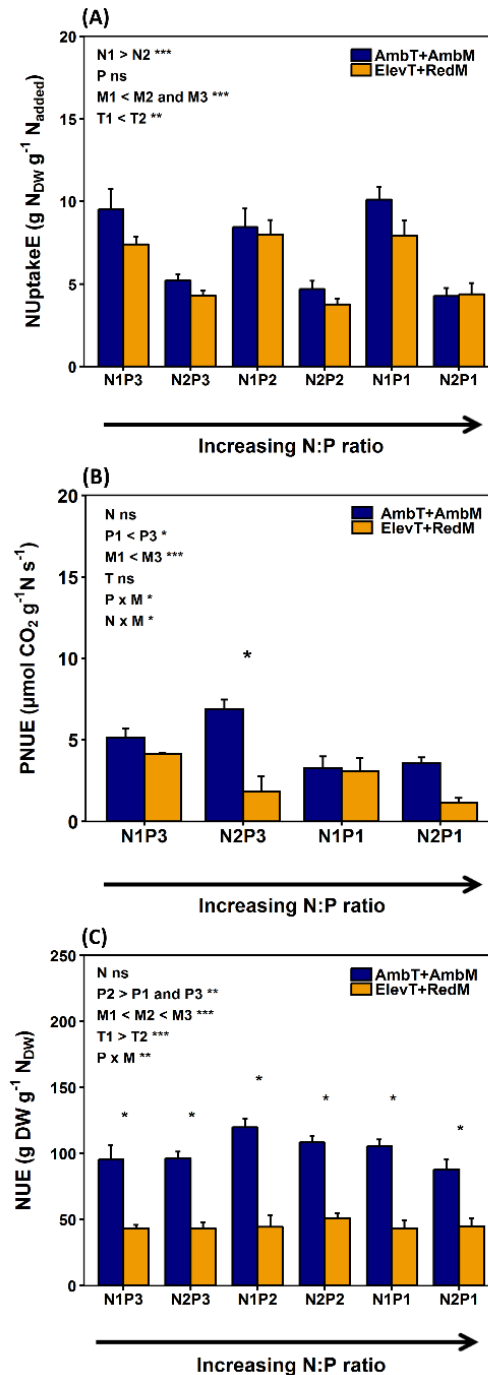 (A)
NUptakeE (g N_DW g⁻¹ N_added)
20
15
10
5
0
N1 > N2 ***
P ns
M1 < M2 and M3 ***
T1 < T2 **
AmbT+AmbM
ElevT+RedM
N1P3 N2P3 N1P2 N2P2 N1P1 N2P1
Increasing N:P ratio
(B)
PNUE (µmol CO₂ g⁻¹N s⁻¹)
20
15
10
5
0
N ns
P1 < P3 *
M1 < M3 ***
T ns
P x M *
N x M *
AmbT+AmbM
ElevT+RedM
*
N1P3 N2P3 N1P1 N2P1
Increasing N:P ratio
(C)
NUE (g DW g⁻¹ N_DW)
250
200
150
100
50
0
N ns
P2 > P1 and P3 **
M1 < M2 < M3 ***
T1 > T2 ***
P x M **
AmbT+AmbM
ElevT+RedM
* * * * * *
N1P3 N2P3 N1P2 N2P2 N1P1 N2P1
Increasing N:P ratio